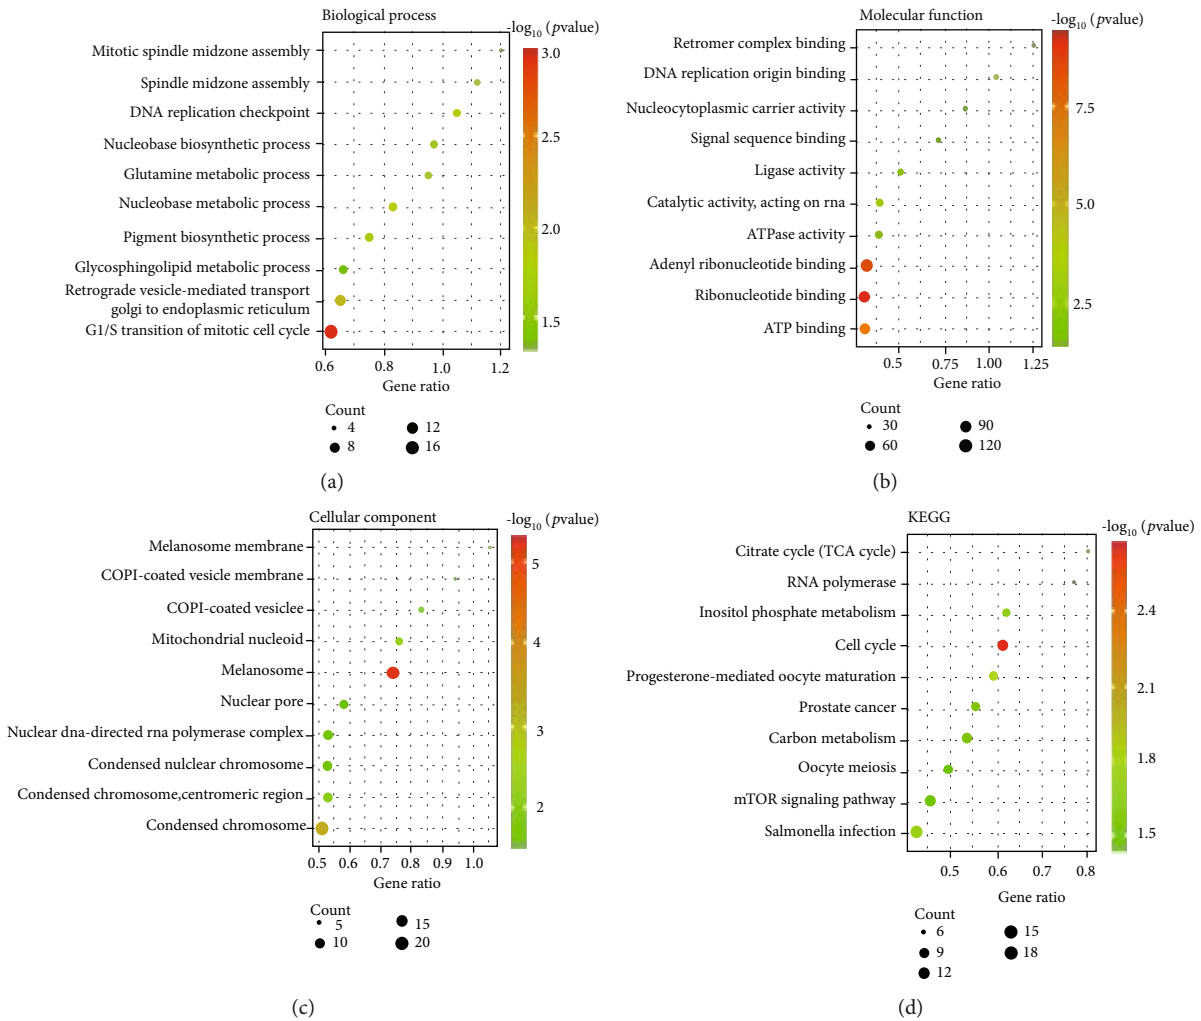 Biological process
-log10 (pvalue)
Mitotic spindle midzone assembly
Spindle midzone assembly
DNA replication checkpoint
Nucleobase biosynthetic process
Glutamine metabolic process
Nucleobase metabolic process
Pigment biosynthetic process
Glycosphingolipid metabolic process
Retrograde vesicle-mediated transport
golgi to endoplasmic reticulum
G1/S transition of mitotic cell cycle
3.0
2.5
2.0
1.5
0.6 0.8 1.0 1.2
Gene ratio
Count
4 12
8 16
(a)
Molecular function
-log10 (pvalue)
Retromer complex binding
DNA replication origin binding
Nucleocytoplasmic carrier activity
Signal sequence binding
Ligase activity
Catalytic activity, acting on rna
ATPase activity
Adenyl ribonucleotide binding
Ribonucleotide binding
ATP binding
7.5
5.0
2.5
0.5 0.75 1.00 1.25
Gene ratio
Count
30 90
60 120
(b)
Cellular component
-log10 (pvalue)
Melanosome membrane
COPI-coated vesicle membrane
COPI-coated vesiclee
Mitochondrial nucleoid
Melanosome
Nuclear pore
Nuclear dna-directed rna polymerase complex
Condensed nulclear chromosome
Condensed chromosome,centromeric region
Condensed chromosome
5
4
3
2
0.5 0.6 0.7 0.8 0.9 1.0
Gene ratio
Count
5 15
10 20
(c)
KEGG
-log10 (pvalue)
Citrate cycle (TCA cycle)
RNA polymerase
Inositol phosphate metabolism
Cell cycle
Progesterone-mediated oocyte maturation
Prostate cancer
Carbon metabolism
Oocyte meiosis
mTOR signaling pathway
Salmonella infection
2.4
2.1
1.8
1.5
0.5 0.6 0.7 0.8
Gene ratio
Count
6 15
9 18
12
(d)